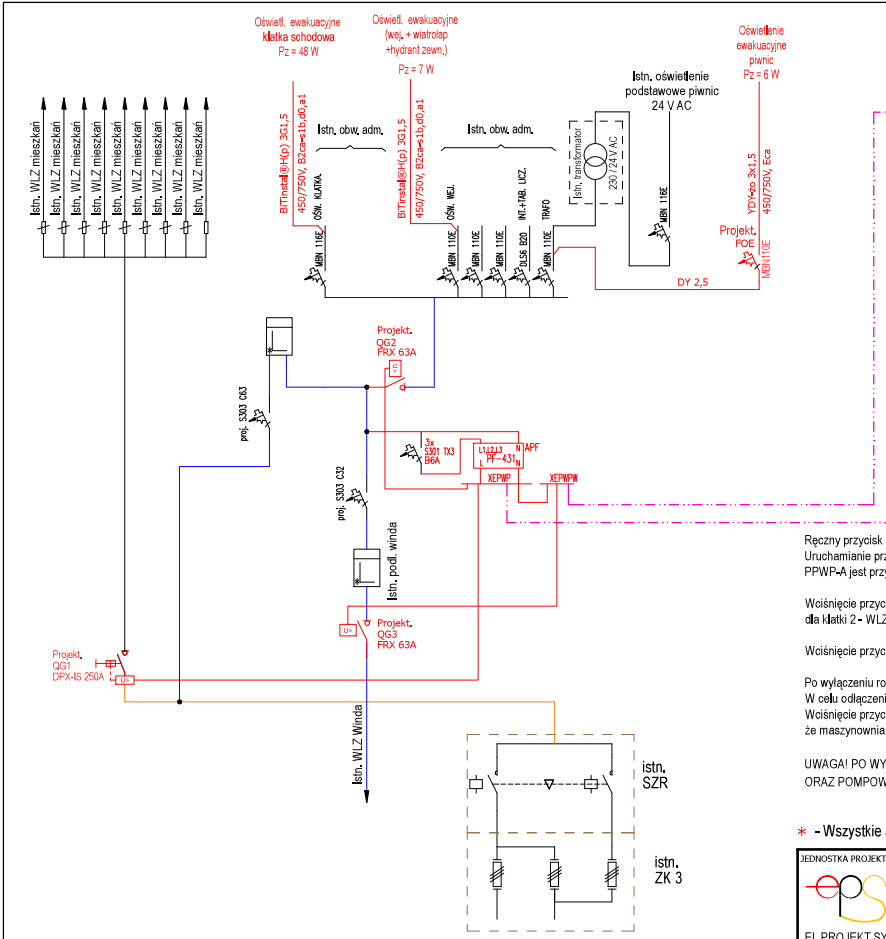 Oświetl. ewakuacyjne
klatka schodowa
Pz = 48 W
Oświetl. ewakuacyjne
(wej. + wiatrołap
+hydrant zewn.)
Pz = 7 W
Oświetlenie
ewakuacyjne
piwnic
Pz = 6 W
Istn. oświetlenie
podstawowe piwnic
24 V AC
Istn. WLZ mieszkań
Istn. WLZ mieszkań
Istn. WLZ mieszkań
Istn. WLZ mieszkań
Istn. WLZ mieszkań
Istn. WLZ mieszkań
Istn. WLZ mieszkań
Istn. WLZ mieszkań
Istn. WLZ mieszkań
BiTinstal®H(p) 3G1,5
450/750V, B2ca-s1b,d0,a1
Istn. obw. adm.
OŚW. KLATKA.
MBN 116E
BiTinstal®H(p) 3G1,5
450/750V, B2ca-s1b,d0,a1
Istn. obw. adm.
OŚW. WEJ.
MBN 110E
MBN 110E
MBN 110E
INT.+TAB. LICZ.
DLS6 B20
TRAFO
MBN 110E
Istn. transformator
230 / 24 V AC
MBN 116E
YDY-żo 3x1,5
450/750V, Eca
Projekt.
FOE
MBN110E
DY 2,5
Projekt.
QG2
FRX 63A
<n
*
proj. S303 C63
3x
S301 TX3
B6A
L1,L2,L3 N
APF
PF-431
L N
XEPWP
XEPWPW
proj. S303 C32
Istn. podl. winda
U>
Projekt.
QG3
FRX 63A
Projekt.
QG1
DPX-IS 250A
U>
Istn. WLZ Winda
istn.
SZR
istn.
ZK 3
Ręczny przycisk
Uruchamianie prz
PPWP-A jest przy
Wciśnięcie przyc
dla klatki 2 - WLZ
Wciśnięcie przyc
Po wyłączeniu ro
W celu odłączeni
Wciśnięcie przyc
że maszynownia
UWAGA! PO WY
ORAZ POMPOW
* - Wszystkie
JEDNOSTKA PROJEKT
eps
EL PROJEKT SY